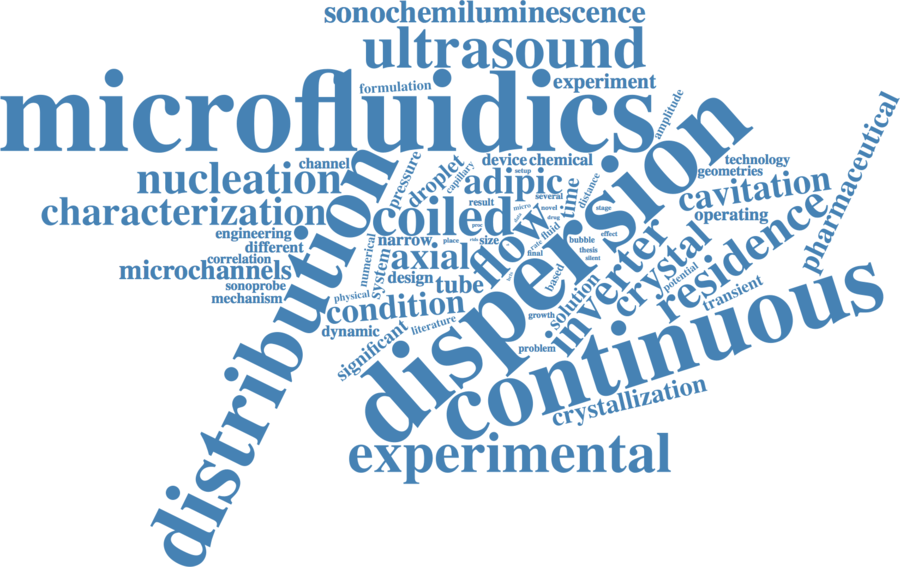 sonochemiluminescence
ultrasound
microfluidics
formulation
experiment
amplitude
dispersion
pharmaceutical
distribution
channel
pressure
droplet
capillary
device
chemical
setup
technology
geometries
nucleation
adipic
time
distance
cavitation
characterization
coiled
result
micro
several
novel
drug
stage
operating
engineering
different
correlation
microchannels
sonoprobe
mechanism
numerical
system
narrow
place
size
flow
rate
fluid
final
bubble
effect
thesis
silent
inverter
crystal
residence
axial
design
tube
based
solution
potential
transient
physical
condition
dynamic
significant
literature
growth
problem
continuous
crystallization
experimental